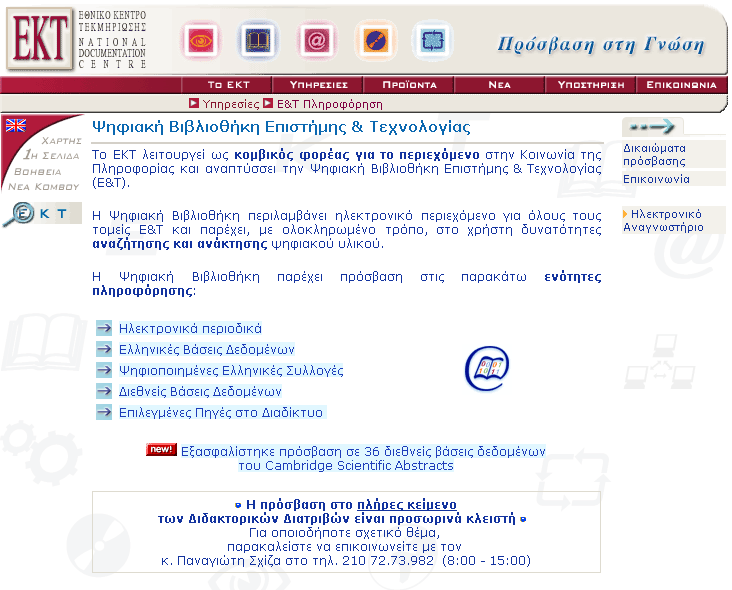 ΕΚΤ
ΕΘΝΙΚΟ ΚΕΝΤΡΟ
ΤΕΚΜΗΡΙΩΣΗΣ
NATIONAL
DOCUMENTATION
CENTRE
Πρόσβαση στη Γνώση
Το ΕΚΤ
Υπηρεσιες
Προϊοντα
Νεα
Υποστηριξη
Επικοινωνια
Υπηρεσίες Ε&Τ Πληροφόρηση
Χαρτης
1η Σελιδα
Βοηθεια
Νεα Κομβου
Ε Κ Τ
Ψηφιακή Βιβλιοθήκη Επιστήμης & Τεχνολογίας
Το ΕΚΤ λειτουργεί ως κομβικός φορέας για το περιεχόμενο στην Κοινωνία της
Πληροφορίας και αναπτύσσει την Ψηφιακή Βιβλιοθήκη Επιστήμης & Τεχνολογίας
(Ε&Τ).
Η Ψηφιακή Βιβλιοθήκη περιλαμβάνει ηλεκτρονικό περιεχόμενο για όλους τους
τομείς Ε&Τ και παρέχει, με ολοκληρωμένο τρόπο, στο χρήστη δυνατότητες
αναζήτησης και ανάκτησης ψηφιακού υλικού.
Η Ψηφιακή Βιβλιοθήκη παρέχει πρόσβαση στις παρακάτω ενότητες
πληροφόρησης:
Ηλεκτρονικά περιοδικά
Ελληνικές Βάσεις Δεδομένων
Ψηφιοποιημένες Ελληνικές Συλλογές
Διεθνείς Βάσεις Δεδομένων
Επιλεγμένες Πηγές στο Διαδίκτυο
new! Εξασφαλίστηκε πρόσβαση σε 36 διεθνείς βάσεις δεδομένων
του Cambridge Scientific Abstracts
Η πρόσβαση στο πλήρες κείμενο
των Διδακτορικών Διατριβών είναι προσωρινά κλειστή
Για οποιοδήποτε σχετικό θέμα,
παρακαλείστε να επικοινωνείτε με τον
κ. Παναγιώτη Σχίζα στο τηλ. 210 72.73.982 (8:00 - 15:00)
Δικαιώματα
πρόσβασης
Επικοινωνία
Ηλεκτρονικό
Αναγνωστήριο